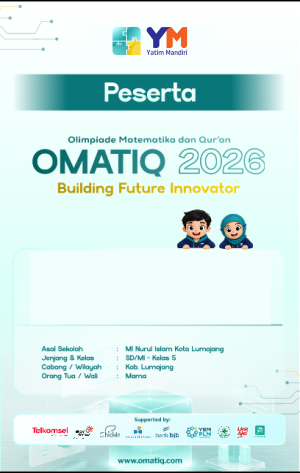 YM
Yatim Mandiri
Peserta
Olimpiade Matematika dan Qur'an
OMATIQ 2026
Building Future Innovator
Asal Sekolah : MI Nurul Islam Kota Lumajang
Jenjang & Kelas : SD/MI - Kelas 5
Cabang / Wilayah : Kab. Lumajang
Orang Tua / Wali : Mama
Supported by:
Telkomsel
bank bjb
YBM PLN
www.omatiq.com